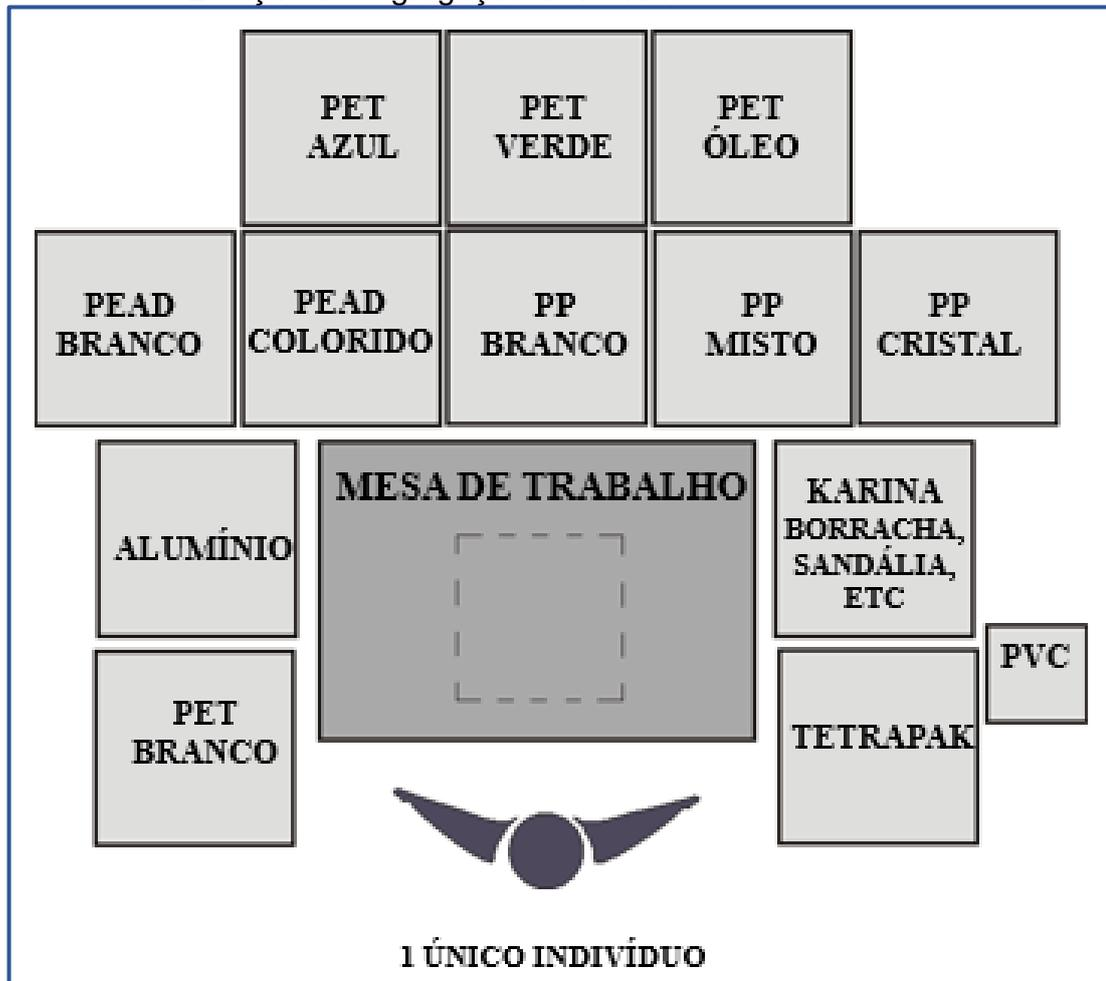 PET
AZUL
PET
VERDE
PET
ÓLEO
PEAD
BRANCO
PEAD
COLORIDO
PP
BRANCO
PP
MISTO
PP
CRISTAL
ALUMÍNIO
MESA DE TRABALHO
KARINA
BORRACHA,
SANDÁLIA,
ETC
PVC
PET
BRANCO
TETRAPAK
1 ÚNICO INDIVÍDUO